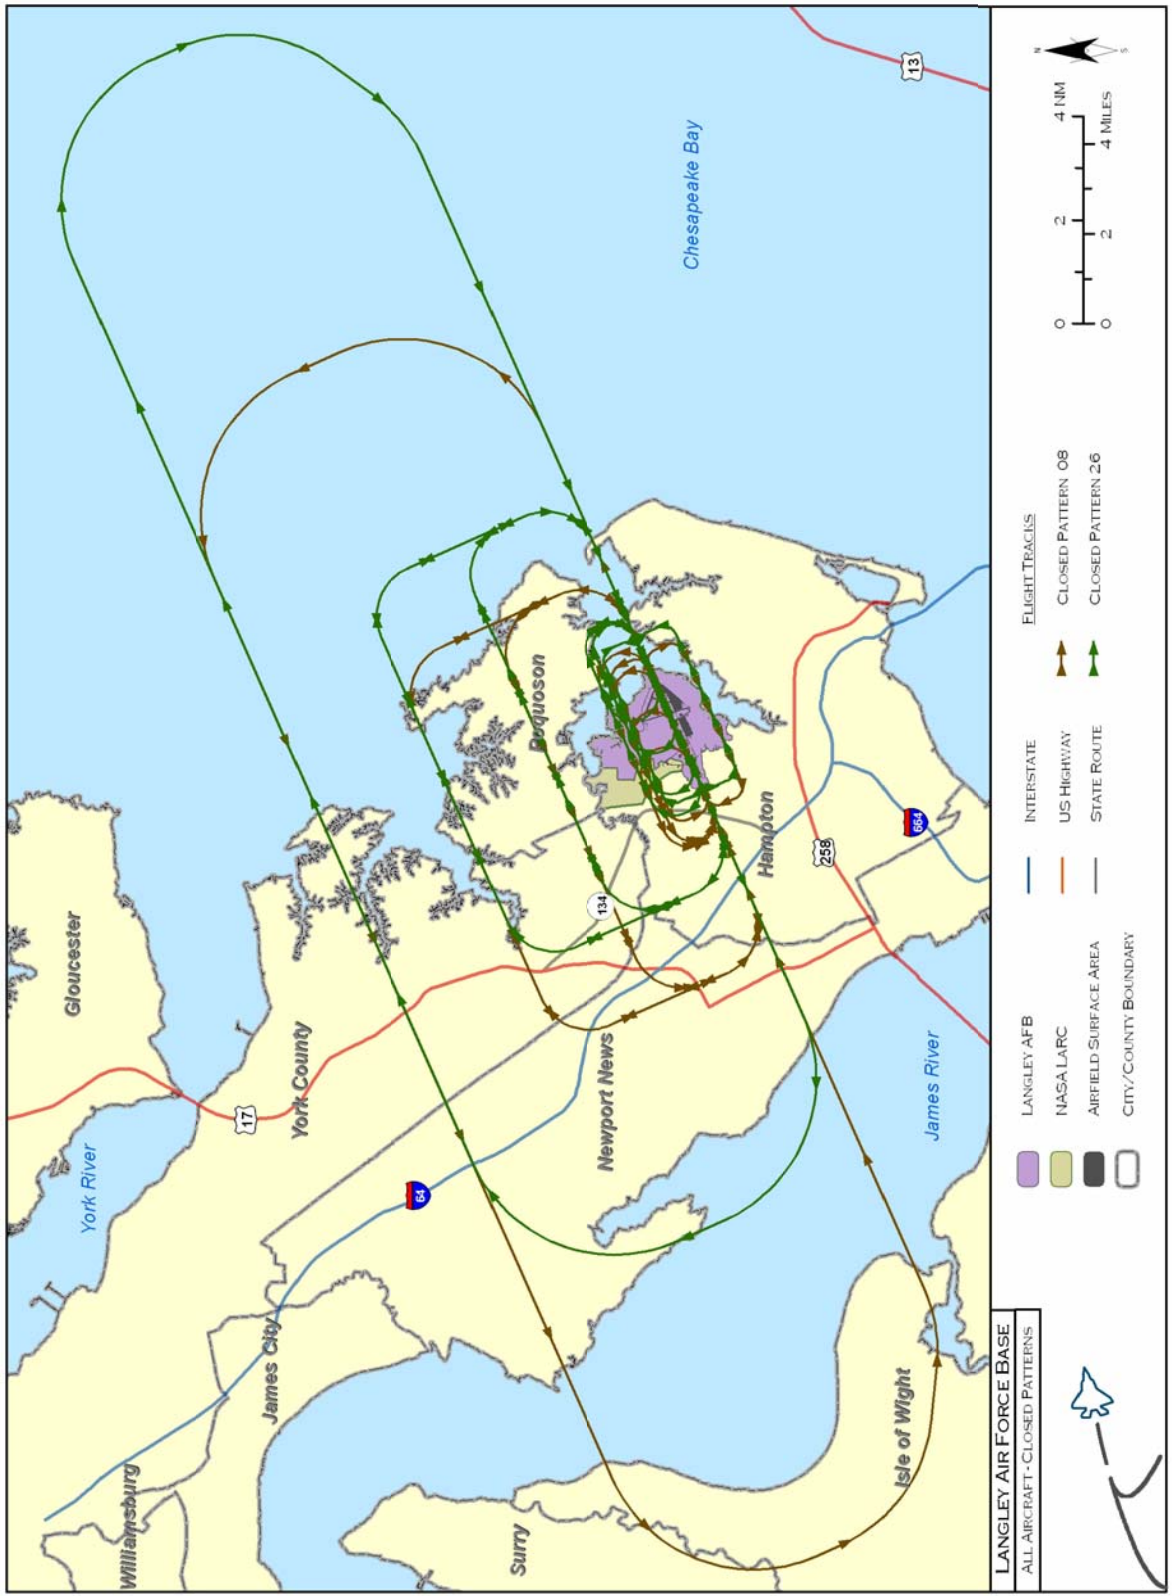 Williamsburg
James City
York River
Gloucester
York County
17
64
Surry
Isle of Wight
Newport News
James River
134
Poquoson
Hampton
258
664
Chesapeake Bay
13
LANGLEY AIR FORCE BASE
ALL AIRCRAFT - CLOSED PATTERNS
LANGLEY AFB
NASA LARC
AIRFIELD SURFACE AREA
CITY/COUNTY BOUNDARY
INTERSTATE
US HIGHWAY
STATE ROUTE
FLIGHT TRACKS
CLOSED PATTERN 08
CLOSED PATTERN 26
0 2 4 NM
0 2 4 MILES
N
S